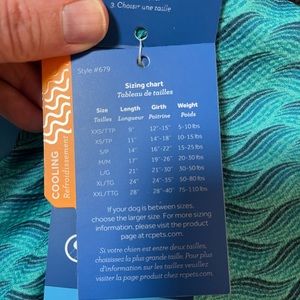 3. Choisir une taille
COOLING
Refroidissement
Style #679
Sizing chart
Tableau de tailles
Size Length Girth Weight
Tailles Longueur Poitrine Poids
XXS/TTP 9" 12"-15" 5-10 lbs
XS/TP 11" 14"-18" 10-15 lbs
S/P 14" 16"-22" 15-25 lbs
M/M 17" 19"-26" 20-30 lbs
L/G 21" 21"-30" 30-50 lbs
XL/TG 24" 24"-35" 50-80 lbs
XXL/TTG 28" 28"-40" 75-110 lbs
If your dog is between sizes,
choose the larger size. For more sizing
information, please visit the product
page at rcpets.com.
Si votre chien est entre deux tailles,
choisissez la plus grande taille. Pour plus
d'information sur les tailles veuillez
visiter la page du produit à rcpets.com.